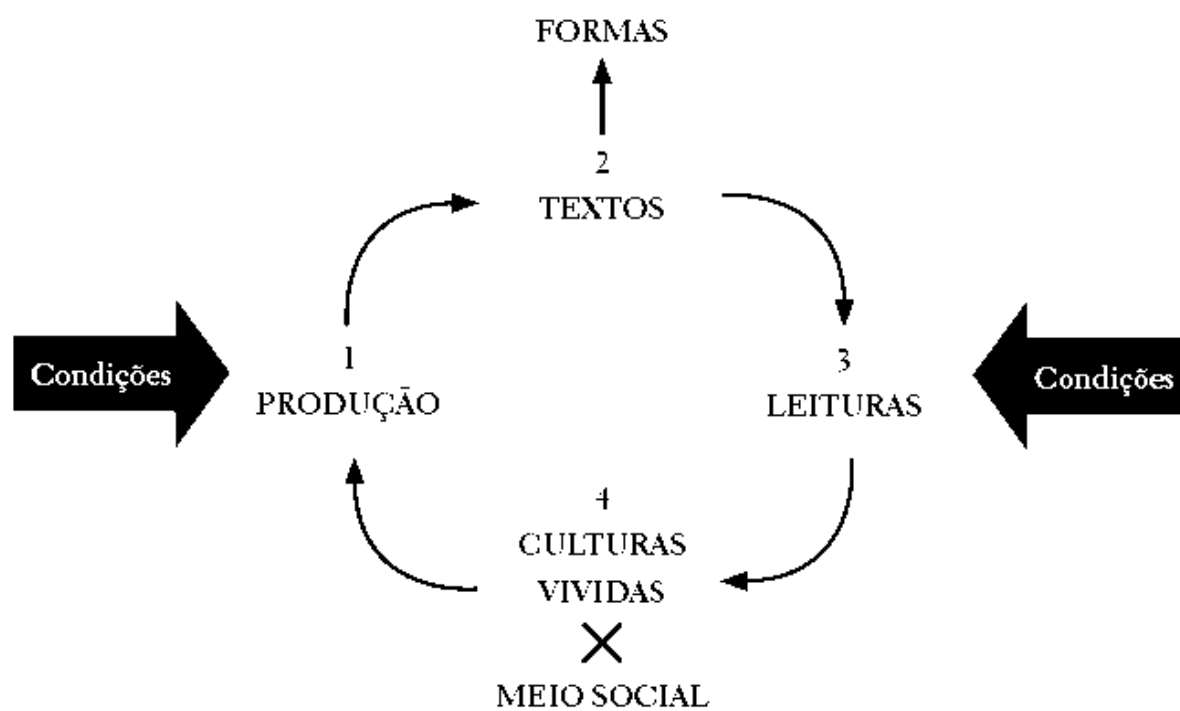 FORMAS
2
TEXTOS
Condições
1
PRODUÇÃO
3
LEITURAS
Condições
4
CULTURAS
VIVIDAS
MEIO SOCIAL